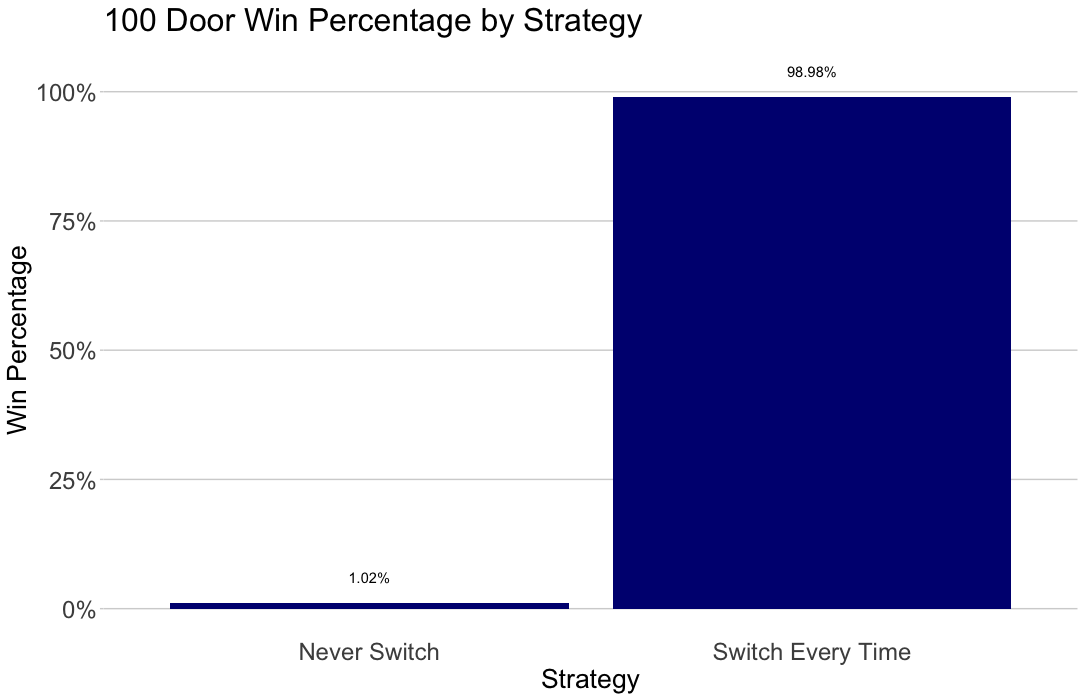 100 Door Win Percentage by Strategy
98.98%
100%
75%
Win Percentage
50%
25%
1.02%
0%
Never Switch
Switch Every Time
Strategy